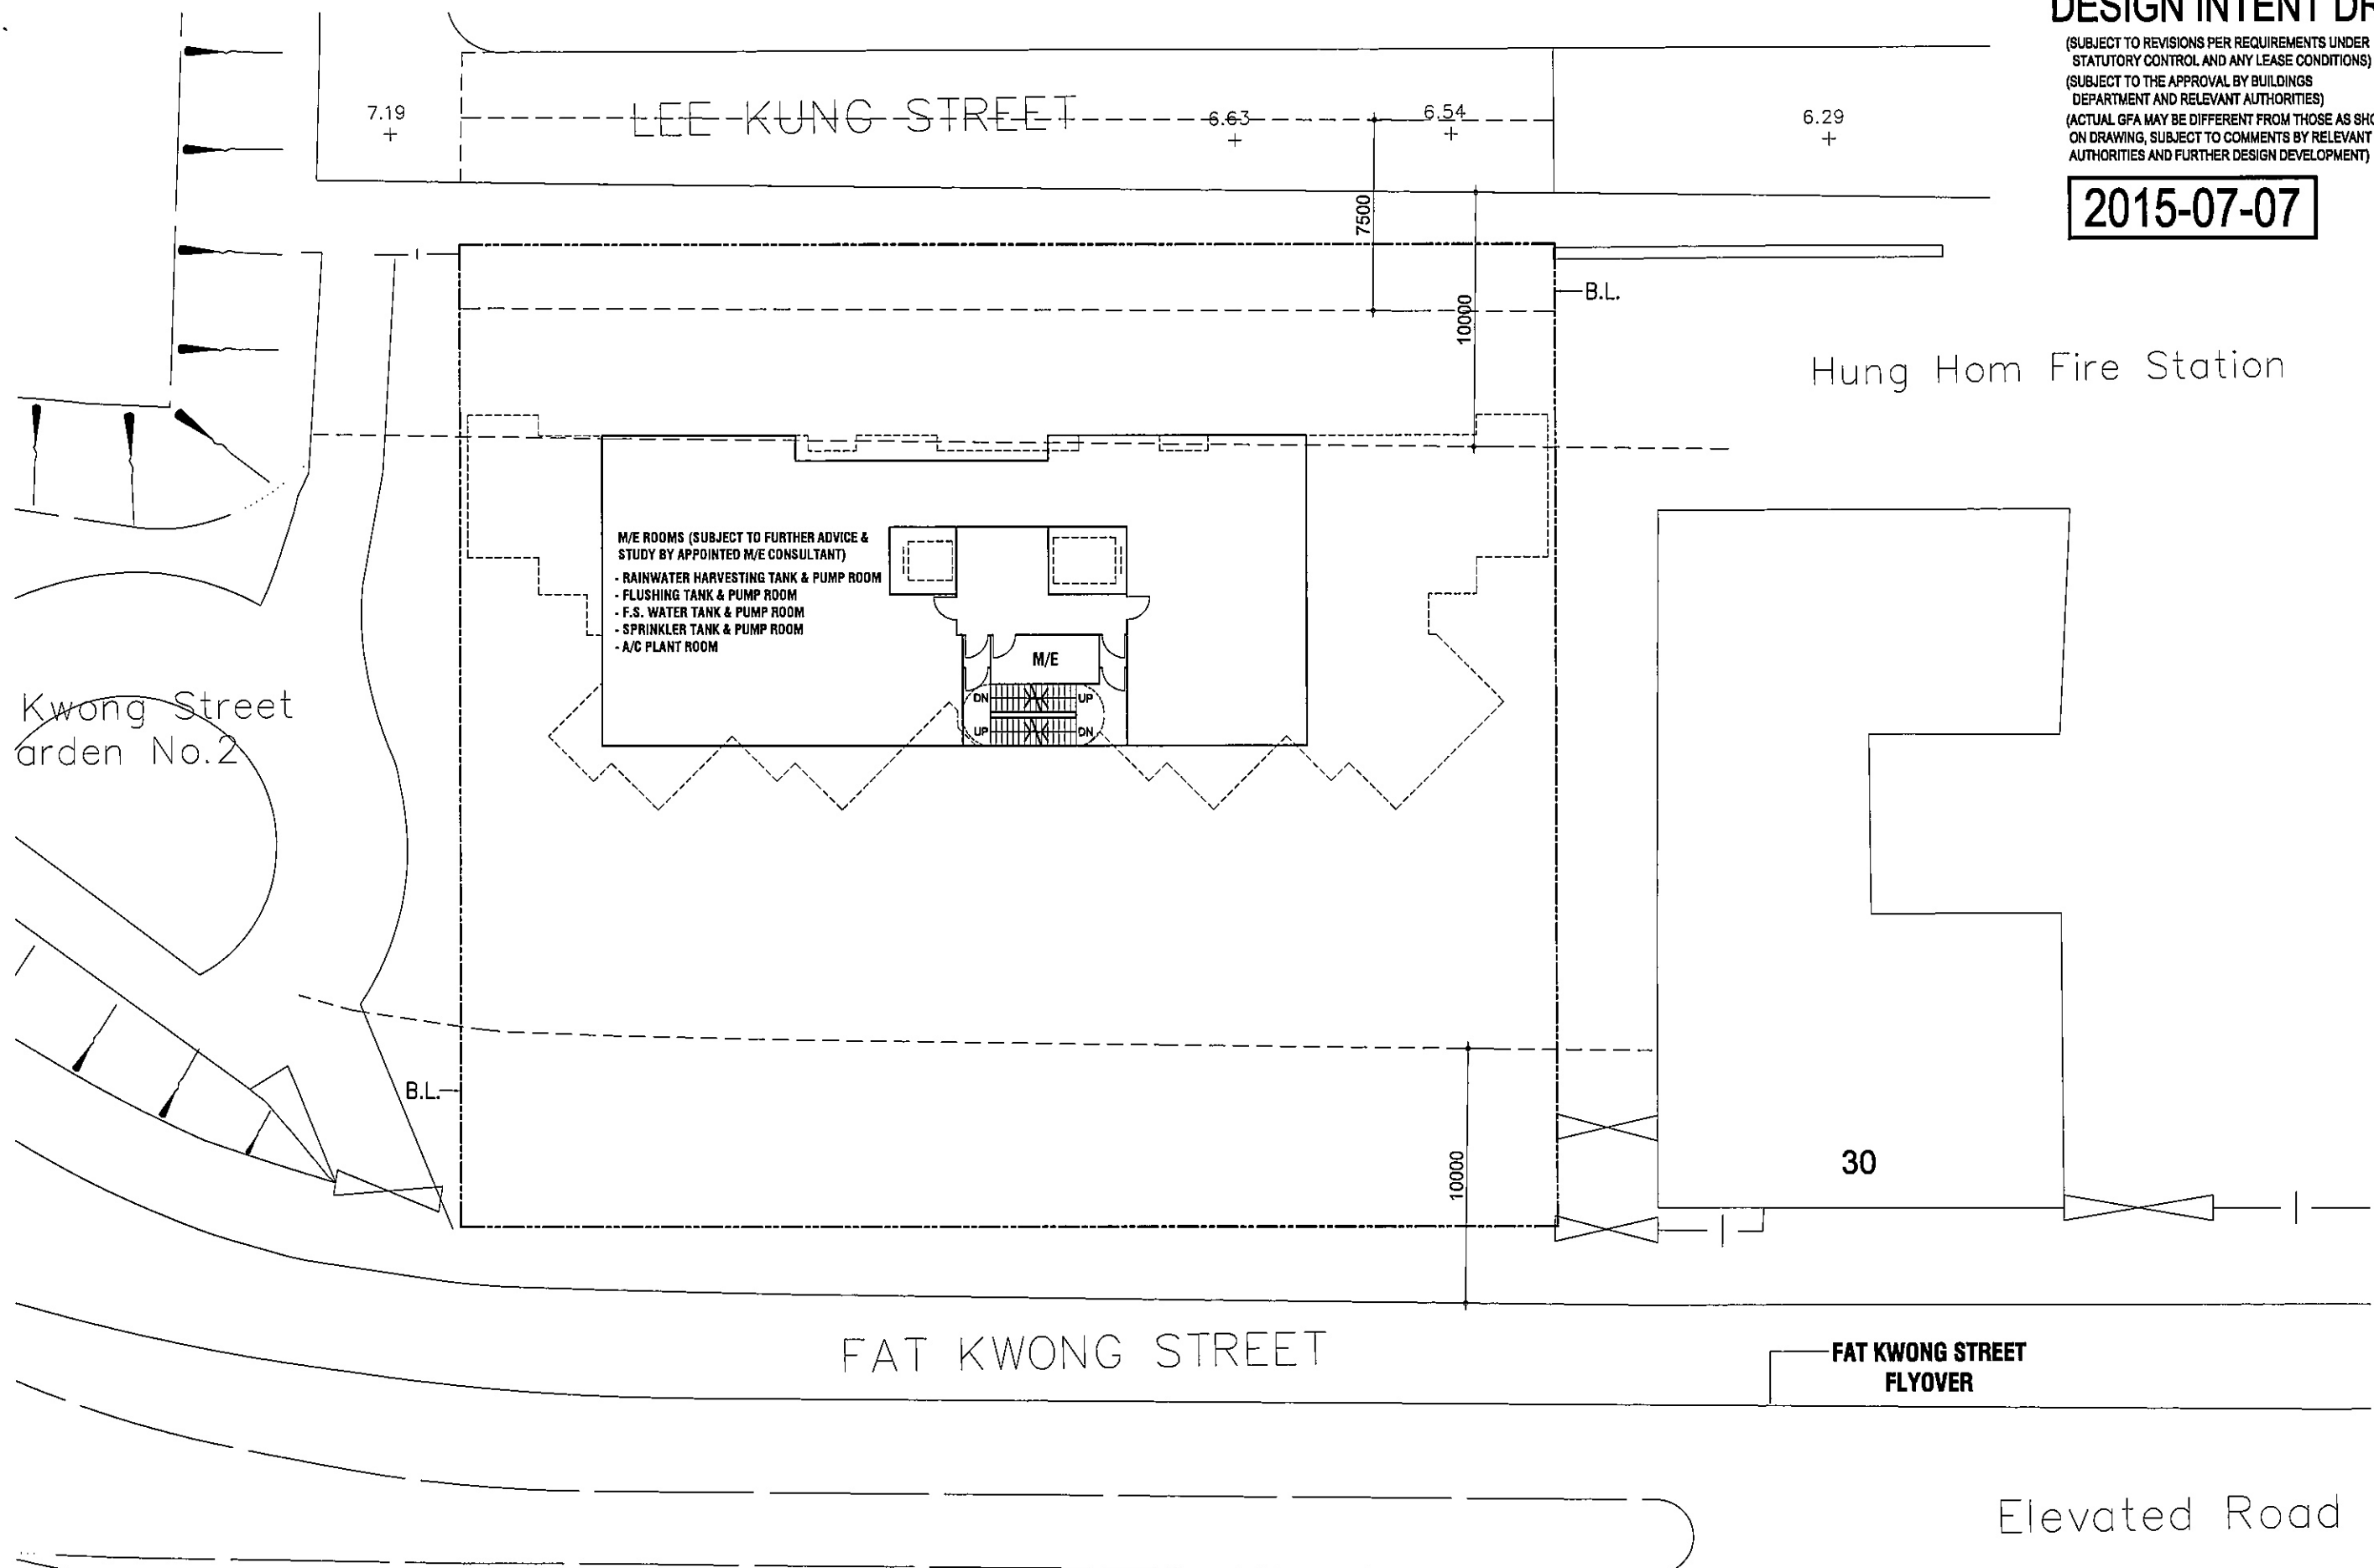 DESIGN INTENT
(SUBJECT TO REVISIONS PER REQUIREMENTS UNDER
STATUTORY CONTROL AND ANY LEASE CONDITIONS)
(SUBJECT TO THE APPROVAL BY BUILDINGS
DEPARTMENT AND RELEVANT AUTHORITIES)
(ACTUAL GFA MAY BE DIFFERENT FROM THOSE AS
ON DRAWING, SUBJECT TO COMMENTS BY RELEVANT
AUTHORITIES AND FURTHER DESIGN DEVELOPMENT)
2015-07-07
LEE KUNG STREET
7.19
6.63
6.54
6.29
7500
10000
B.L.
Hung Hom Fire Station
M/E ROOMS (SUBJECT TO FURTHER ADVICE &
STUDY BY APPOINTED M/E CONSULTANT)
- RAINWATER HARVESTING TANK & PUMP ROOM
- FLUSHING TANK & PUMP ROOM
- F.S. WATER TANK & PUMP ROOM
- SPRINKLER TANK & PUMP ROOM
- A/C PLANT ROOM
M/E
DN
UP
UP
DN
Kwong Street
arden No.2
B.L.
10000
30
FAT KWONG STREET
FAT KWONG STREET
FLYOVER
Elevated Road